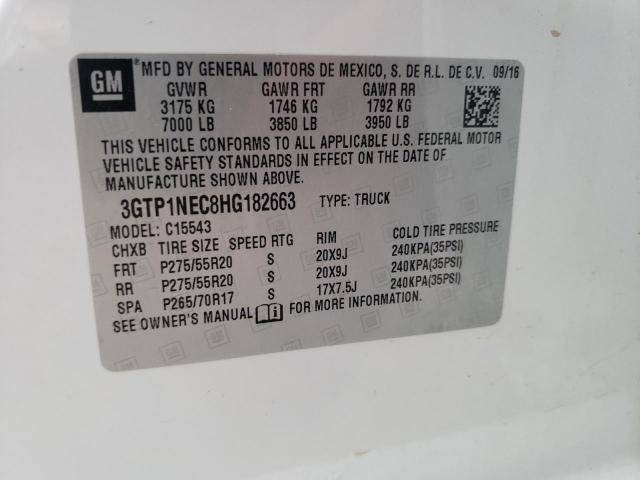 GM
MFD BY GENERAL MOTORS DE MEXICO, S. DE R.L. DE C.V. 09/16
GVWR GAWR FRT GAWR RR
3175 KG 1746 KG 1792 KG
7000 LB 3850 LB 3950 LB
THIS VEHICLE CONFORMS TO ALL APPLICABLE U.S. FEDERAL MOTOR
VEHICLE SAFETY STANDARDS IN EFFECT ON THE DATE OF
MANUFACTURE SHOWN ABOVE.
3GTP1NEC8HG182663 TYPE: TRUCK
MODEL: C15543
CHXB TIRE SIZE SPEED RTG RIM COLD TIRE PRESSURE
FRT P275/55R20 S 20X9J 240KPA(35PSI)
RR P275/55R20 S 20X9J 240KPA(35PSI)
SPA P265/70R17 S 17X7.5J 240KPA(35PSI)
SEE OWNER'S MANUAL FOR MORE INFORMATION.